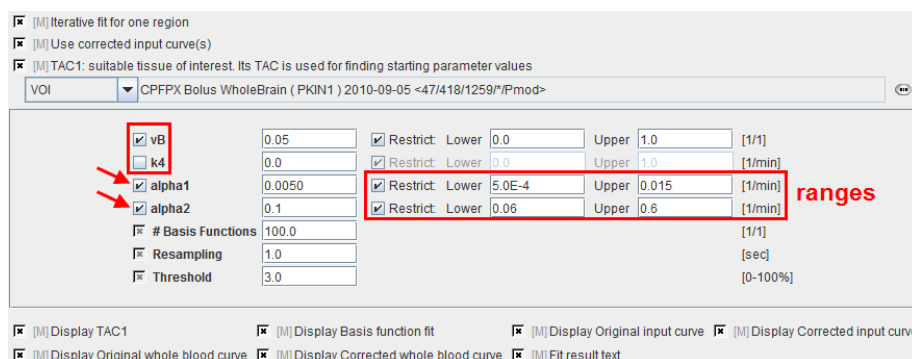 [M] Iterative fit for one region
[M] Use corrected input curve(s)
[M] TAC1: suitable tissue of interest. Its TAC is used for finding starting parameter values
VOI CPFPX Bolus WholeBrain ( PKIN1 ) 2010-09-05 <47/418/1259/*/Pmod>
vB 0.05 Restrict: Lower 0.0 Upper 1.0 [1/1]
k4 0.0 Restrict: Lower 0.0 Upper 1.0 [1/min]
alpha1 0.0050 Restrict: Lower 5.0E-4 Upper 0.015 [1/min] ranges
alpha2 0.1 Restrict: Lower 0.06 Upper 0.6 [1/min]
# Basis Functions 100.0 [1/1]
Resampling 1.0 [sec]
Threshold 3.0 [0-100%]
[M] Display TAC1 [M] Display Basis function fit [M] Display Original input curve [M] Display Corrected input curv
[M] Display Original whole blood curve [M] Display Corrected whole blood curve [M] Fit result text